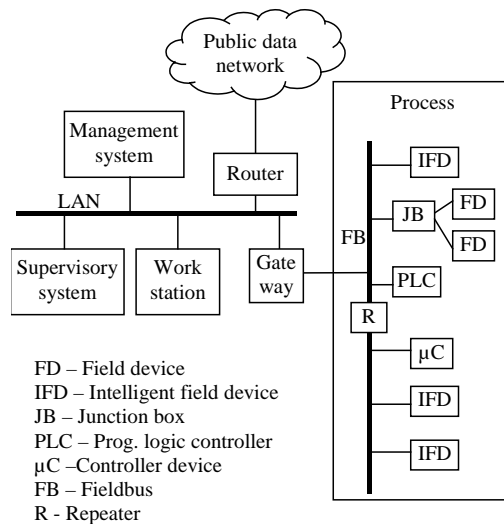 Public data
network
Process
Management
system
Router
IFD
LAN
FB
JB
FD
FD
Supervisory
system
Work
station
Gate
way
PLC
R
µC
IFD
IFD
FD – Field device
IFD – Intelligent field device
JB – Junction box
PLC – Prog. logic controller
µC –Controller device
FB – Fieldbus
R - Repeater